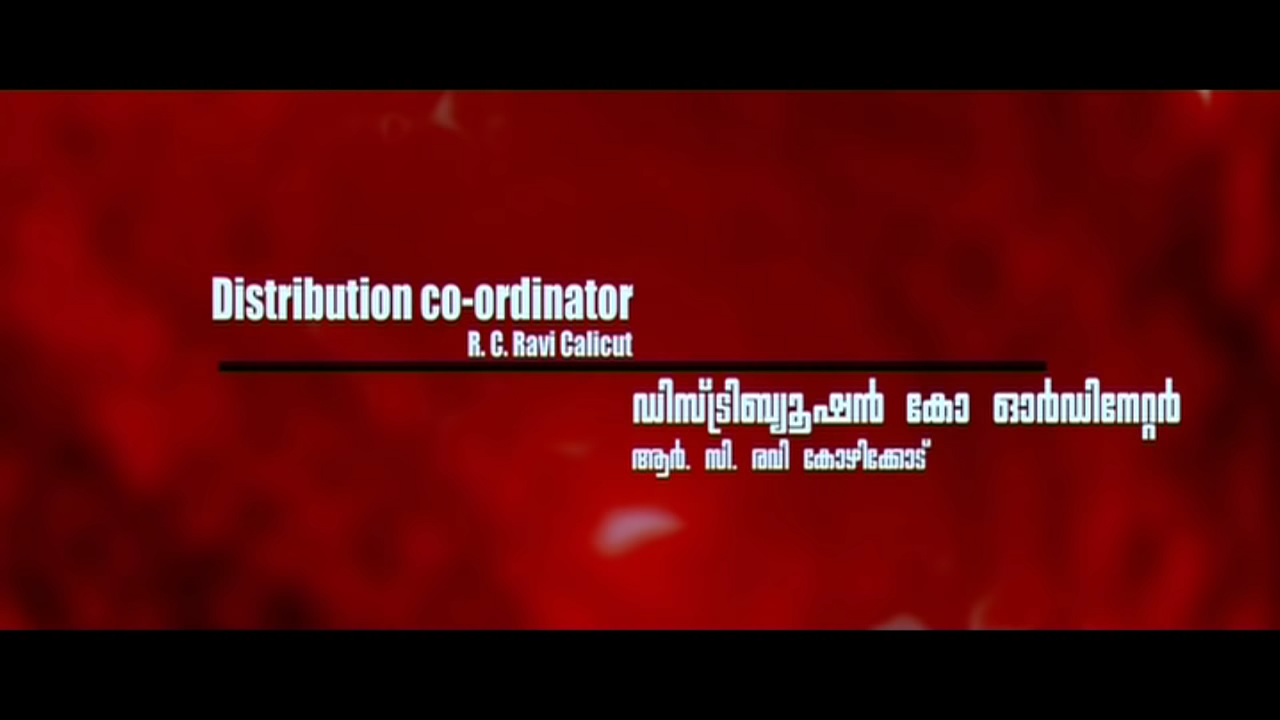 Distribution co-ordinator
R. C. Ravi Calicut
ഡിസ്ട്രിബ്യൂഷൻ കോ ഓർഡിനേറ്റർ
ആർ. സി. രവി കോഴിക്കോട്